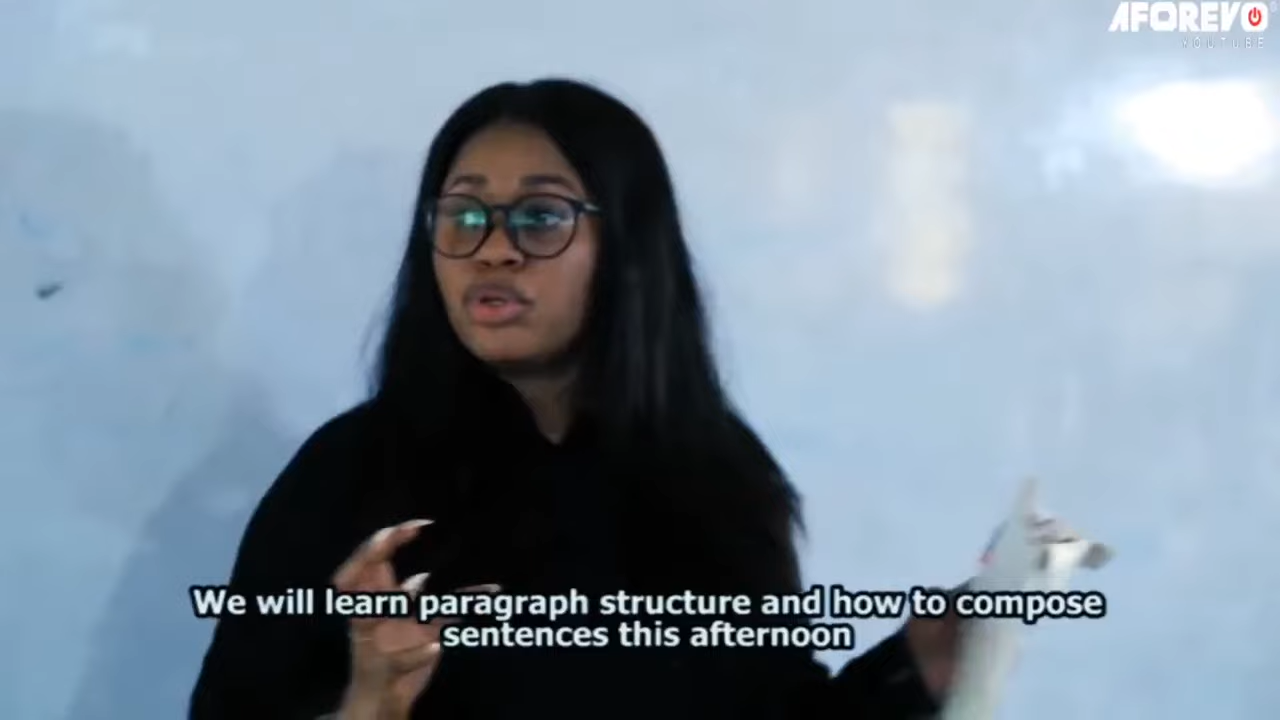 AFOREVO
YOUTUBE
We will learn paragraph structure and how to compose
sentences this afternoon